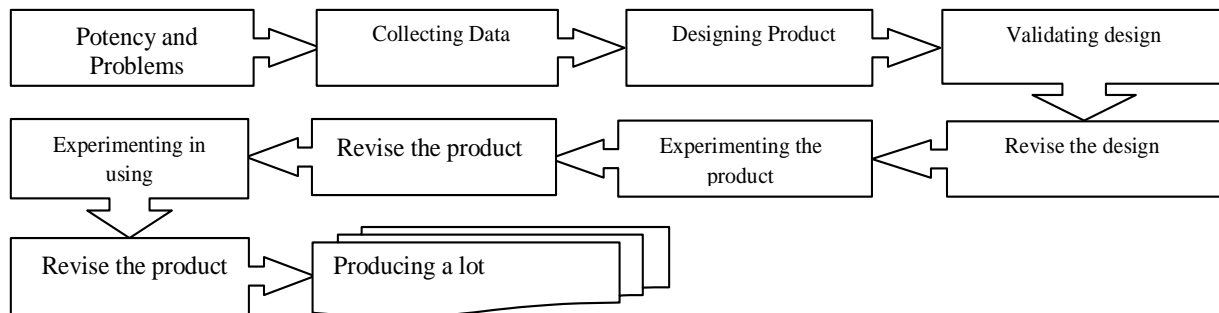 Potency and
Problems
Collecting Data
Designing Product
Validating design
Revise the design
Experimenting the
product
Revise the product
Experimenting in
using
Revise the product
Producing a lot